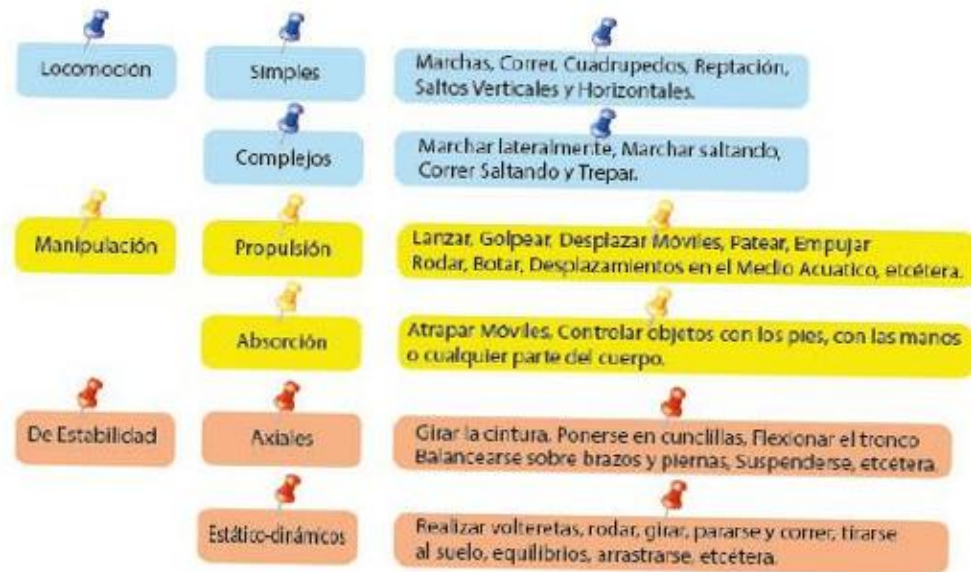 Locomoción
Simples
Marchas, Correr, Cuadrupedos, Reptación,
Saltos Verticales y Horizontales.
Complejos
Marchar lateralmente, Marchar saltando,
Correr Saltando y Trepar.
Manipulación
Propulsión
Lanzar, Golpear, Desplazar Móviles, Patear, Empujar
Rodar, Botar, Desplazamientos en el Medio Acuatico, etcétera.
Absorción
Atrapar Móviles, Controlar objetos con los pies, con las manos
o cualquier parte del cuerpo.
De Estabilidad
Axiales
Girar la cintura, Ponerse en cunclillas, Flexionar el tronco
Balancearse sobre brazos y piernas, Suspenderse, etcétera.
Estático-dinámicos
Realizar volteretas, rodar, girar, pararse y correr, tirarse
al suelo, equilibrios, arrastrarse, etcétera.